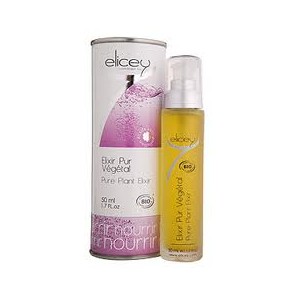 elicey
Elixir Pur
Végétal
Pure Plant Elixir
50 ml
1.7 fl.oz
BIO
nourrir
nourrir
elicey
BIO
Elixir Pur Végétal
Pure Plant Elixir